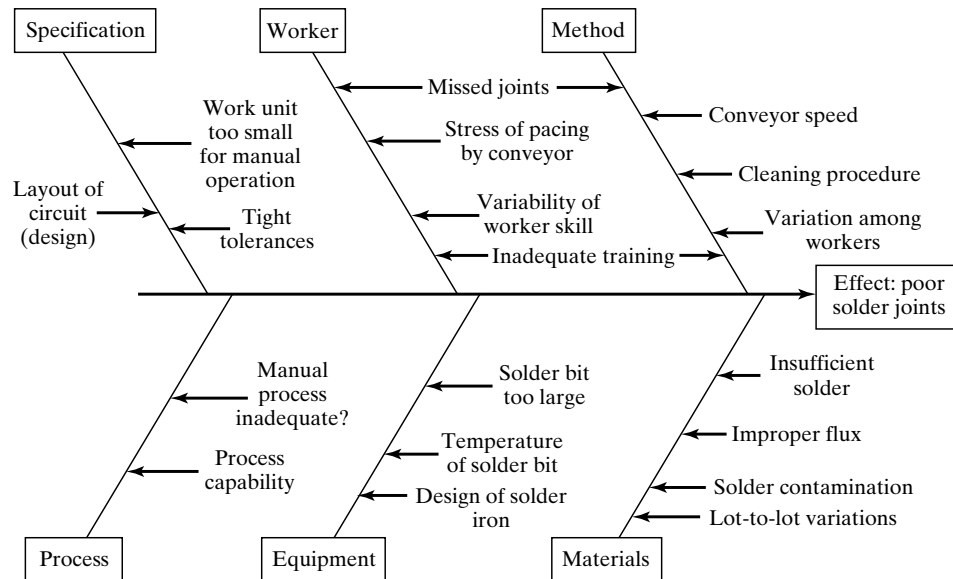 Specification
Worker
Method
Work unit
too small
for manual
operation
Layout of
circuit
(design)
Tight
tolerances
Missed joints
Stress of pacing
by conveyor
Variability of
worker skill
Inadequate training
Conveyor speed
Cleaning procedure
Variation among
workers
Effect: poor
solder joints
Manual
process
inadequate?
Process
capability
Solder bit
too large
Temperature
of solder bit
Design of solder
iron
Insufficient
solder
Improper flux
Solder contamination
Lot-to-lot variations
Process
Equipment
Materials